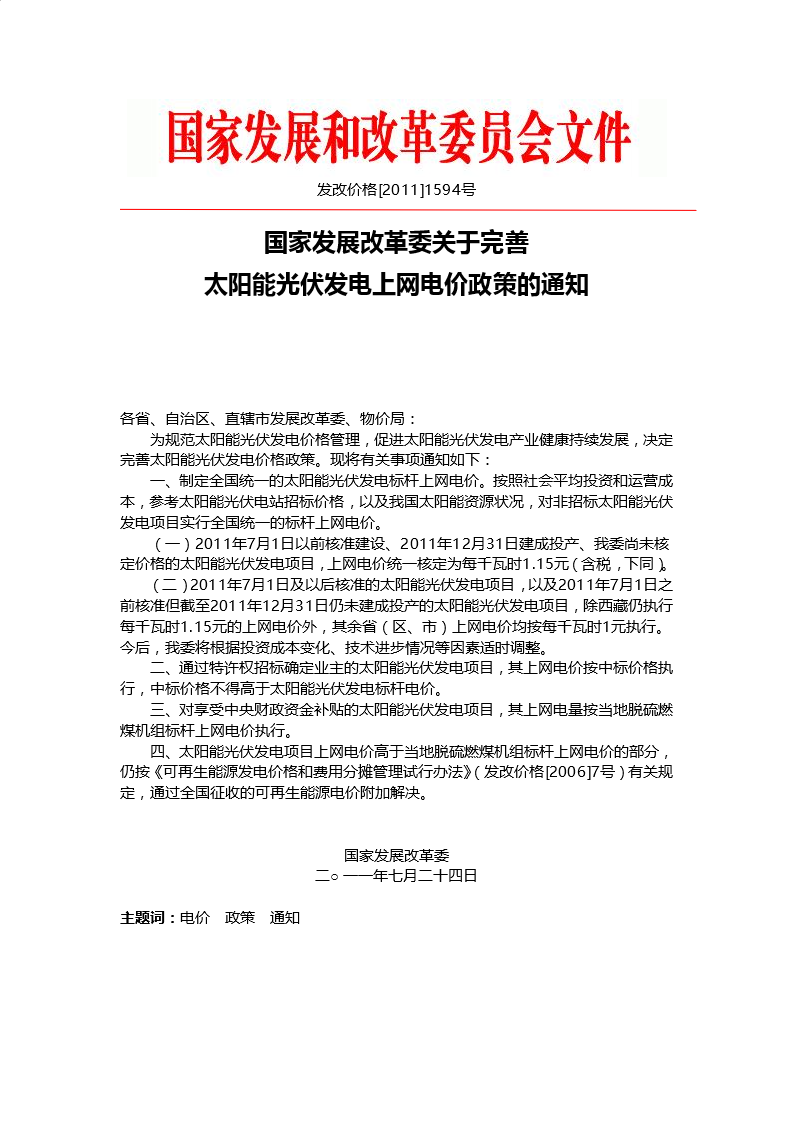 国家发展和改革委员会文件
发改价格[2011]1594号
国家发展改革委关于完善
太阳能光伏发电上网电价政策的通知
各省、自治区、直辖市发展改革委、物价局：
为规范太阳能光伏发电价格管理，促进太阳能光伏发电产业健康持续发展，决定
完善太阳能光伏发电价格政策。现将有关事项通知如下：
一、制定全国统一的太阳能光伏发电标杆上网电价。按照社会平均投资和运营成
本，参考太阳能光伏电站招标价格，以及我国太阳能资源状况，对非招标太阳能光伏
发电项目实行全国统一的标杆上网电价。
（一）2011年7月1日以前核准建设、2011年12月31日建成投产、我委尚未核
定价格的太阳能光伏发电项目，上网电价统一核定为每千瓦时1.15元（含税，下同）。
（二）2011年7月1日及以后核准的太阳能光伏发电项目，以及2011年7月1日之
前核准但截至2011年12月31日仍未建成投产的太阳能光伏发电项目，除西藏仍执行
每千瓦时1.15元的上网电价外，其余省（区、市）上网电价均按每千瓦时1元执行。
今后，我委将根据投资成本变化、技术进步情况等因素适时调整。
二、通过特许权招标确定业主的太阳能光伏发电项目，其上网电价按中标价格执
行，中标价格不得高于太阳能光伏发电标杆电价。
三、对享受中央财政资金补贴的太阳能光伏发电项目，其上网电量按当地脱硫燃
煤机组标杆上网电价执行。
四、太阳能光伏发电项目上网电价高于当地脱硫燃煤机组标杆上网电价的部分，
仍按《可再生能源发电价格和费用分摊管理试行办法》（发改价格[2006]7号）有关规
定，通过全国征收的可再生能源电价附加解决。
国家发展改革委
二○一一年七月二十四日
主题词：电价　政策　通知